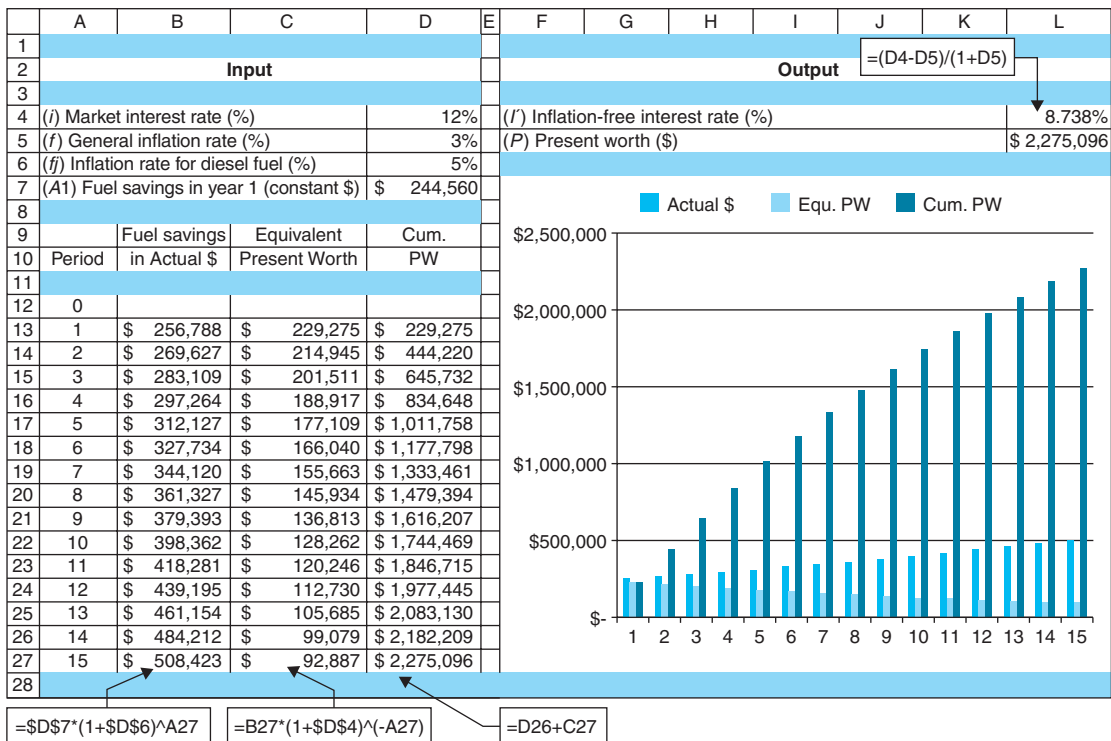 A B C D E F G H I J K L
1
2 Input Output =(D4-D5)/(1+D5)
3
4 (i) Market interest rate (%) 12% (I′) Inflation-free interest rate (%) 8.738%
5 (f) General inflation rate (%) 3% (P) Present worth ($) $ 2,275,096
6 (fj) Inflation rate for diesel fuel (%) 5%
7 (A1) Fuel savings in year 1 (constant $) $ 244,560
8
9 Fuel savings Equivalent Cum.
10 Period in Actual $ Present Worth PW
11
12 0
13 1 $ 256,788 $ 229,275 $ 229,275
14 2 $ 269,627 $ 214,945 $ 444,220
15 3 $ 283,109 $ 201,511 $ 645,732
16 4 $ 297,264 $ 188,917 $ 834,648
17 5 $ 312,127 $ 177,109 $ 1,011,758
18 6 $ 327,734 $ 166,040 $ 1,177,798
19 7 $ 344,120 $ 155,663 $ 1,333,461
20 8 $ 361,327 $ 145,934 $ 1,479,394
21 9 $ 379,393 $ 136,813 $ 1,616,207
22 10 $ 398,362 $ 128,262 $ 1,744,469
23 11 $ 418,281 $ 120,246 $ 1,846,715
24 12 $ 439,195 $ 112,730 $ 1,977,445
25 13 $ 461,154 $ 105,685 $ 2,083,130
26 14 $ 484,212 $ 99,079 $ 2,182,209
27 15 $ 508,423 $ 92,887 $ 2,275,096
28
=$D$7*(1+$D$6)^A27 =B27*(1+$D$4)^(-A27) =D26+C27
Actual $ Equ. PW Cum. PW
$2,500,000
$2,000,000
$1,500,000
$1,000,000
$500,000
$-
1 2 3 4 5 6 7 8 9 10 11 12 13 14 15